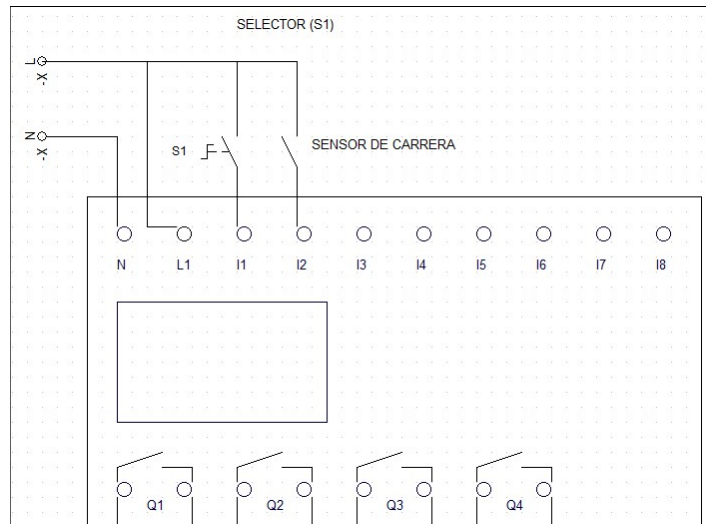 SELECTOR (S1)
L
-X
N
-X
S1
SENSOR DE CARRERA
N L1 I1 I2 I3 I4 I5 I6 I7 I8
Q1 Q2 Q3 Q4